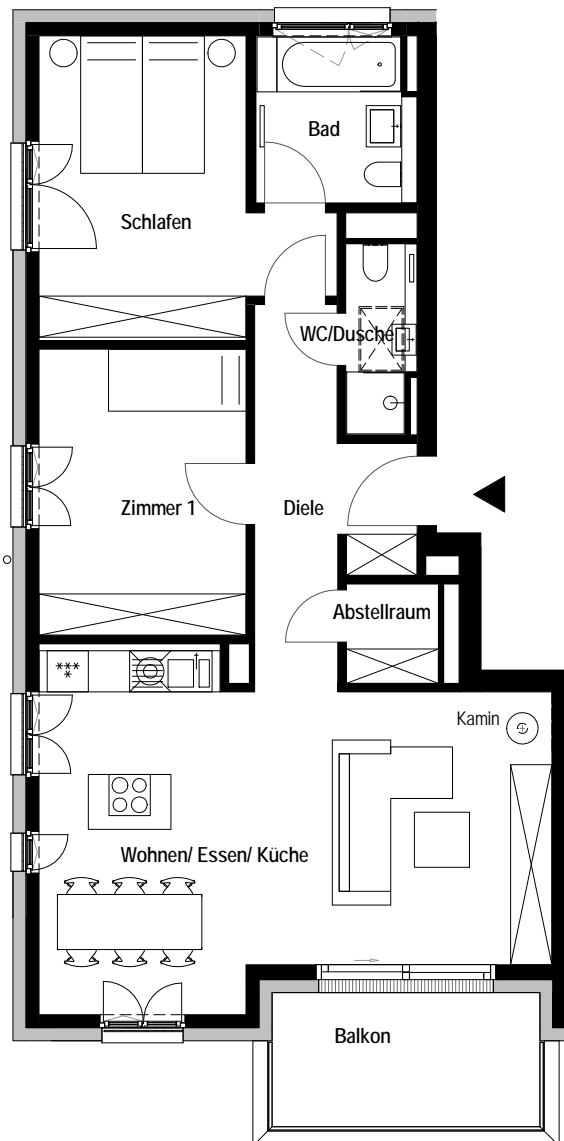 Bad
Schlafen
WC/Dusche
Zimmer 1
Diele
Abstellraum
***
*
Kamin
Wohnen/ Essen/ Küche
Balkon